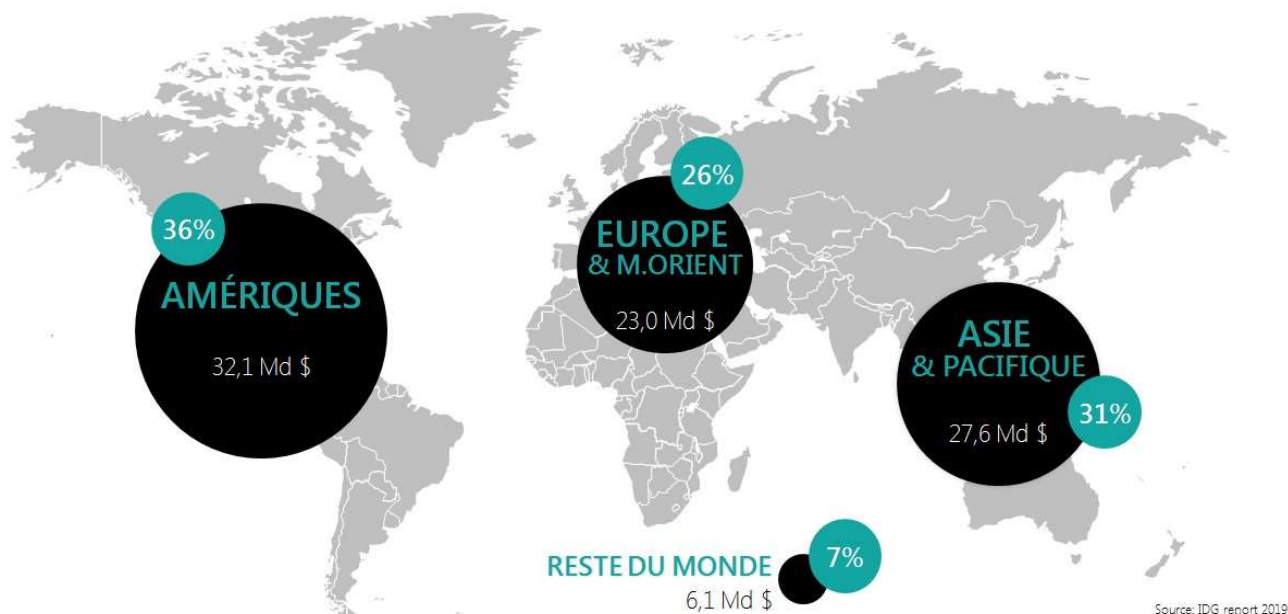 36%
AMÉRIQUES
32,1 Md $
26%
EUROPE
& M.ORIENT
23,0 Md $
ASIE
& PACIFIQUE
31%
27,6 Md $
RESTE DU MONDE
7%
6,1 Md $
Source: IDG report 2019